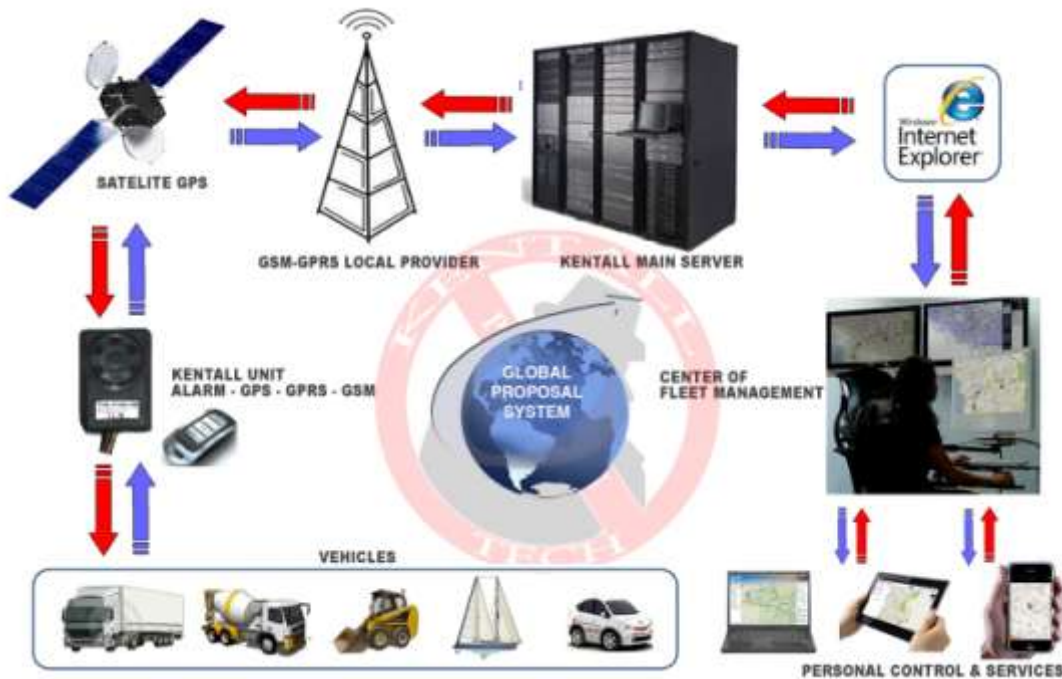 SATELITE GPS
GSM-GPRS LOCAL PROVIDER
KENTALL MAIN SERVER
Windows
Internet
Explorer
KENTALL UNIT
ALARM - GPS - GPRS - GSM
GLOBAL
PROPOSAL
SYSTEM
CENTER OF
FLEET MANAGEMENT
TECH
VEHICLES
PERSONAL CONTROL & SERVICES